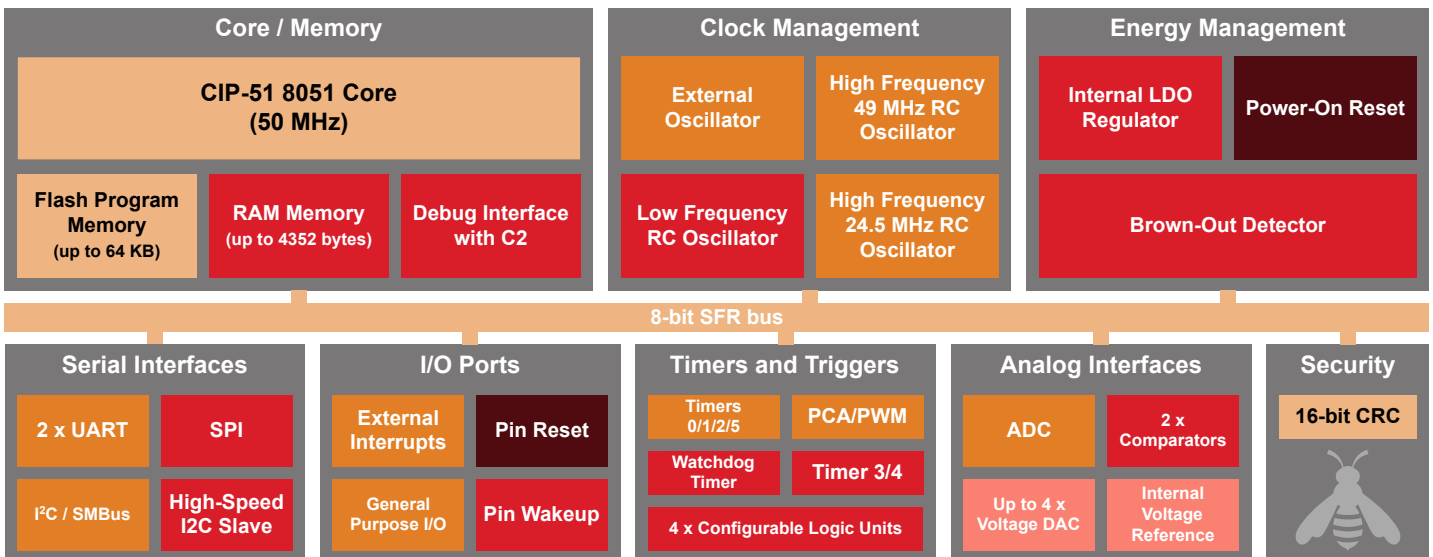 Core / Memory
CIP-51 8051 Core
(50 MHz)
Flash Program
Memory
(up to 64 KB)
RAM Memory
(up to 4352 bytes)
Debug Interface
with C2
Clock Management
External
Oscillator
High Frequency
49 MHz RC
Oscillator
Low Frequency
RC Oscillator
High Frequency
24.5 MHz RC
Oscillator
Energy Management
Internal LDO
Regulator
Power-On Reset
Brown-Out Detector
8-bit SFR bus
Serial Interfaces
2 x UART
SPI
I²C / SMBus
High-Speed
I2C Slave
I/O Ports
External
Interrupts
Pin Reset
General
Purpose I/O
Pin Wakeup
Timers and Triggers
Timers
0/1/2/5
PCA/PWM
Watchdog
Timer
Timer 3/4
4 x Configurable Logic Units
Analog Interfaces
ADC
2 x
Comparators
Up to 4 x
Voltage DAC
Internal
Voltage
Reference
Security
16-bit CRC